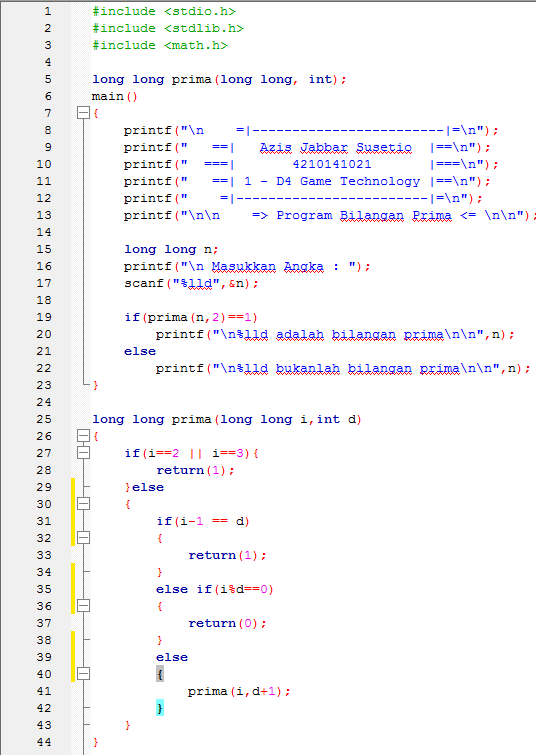 1 #include <stdio.h>
2 #include <stdlib.h>
3 #include <math.h>
4
5 long long prima(long long, int);
6 main()
7 {
8     printf("\n    =|------------------------|=\n");
9     printf("   ==|   Azis Jabbar Susetio  |==\n");
10     printf("  ===|       4210141021       |===\n");
11     printf("   ==| 1 - D4 Game Technology |==\n");
12     printf("    =|------------------------|=\n");
13     printf("\n\n    => Program Bilangan Prima <= \n\n");
14
15     long long n;
16     printf("\n Masukkan Angka : ");
17     scanf("%lld",&n);
18
19     if(prima(n,2)==1)
20         printf("\n%lld adalah bilangan prima\n\n",n);
21     else
22         printf("\n%lld bukanlah bilangan prima\n\n",n);
23 }
24
25 long long prima(long long i,int d)
26 {
27     if(i==2 || i==3){
28         return(1);
29     }else
30     {
31         if(i-1 == d)
32         {
33             return(1);
34         }
35         else if(i%d==0)
36         {
37             return(0);
38         }
39         else
40         {
41             prima(i,d+1);
42         }
43     }
44 }